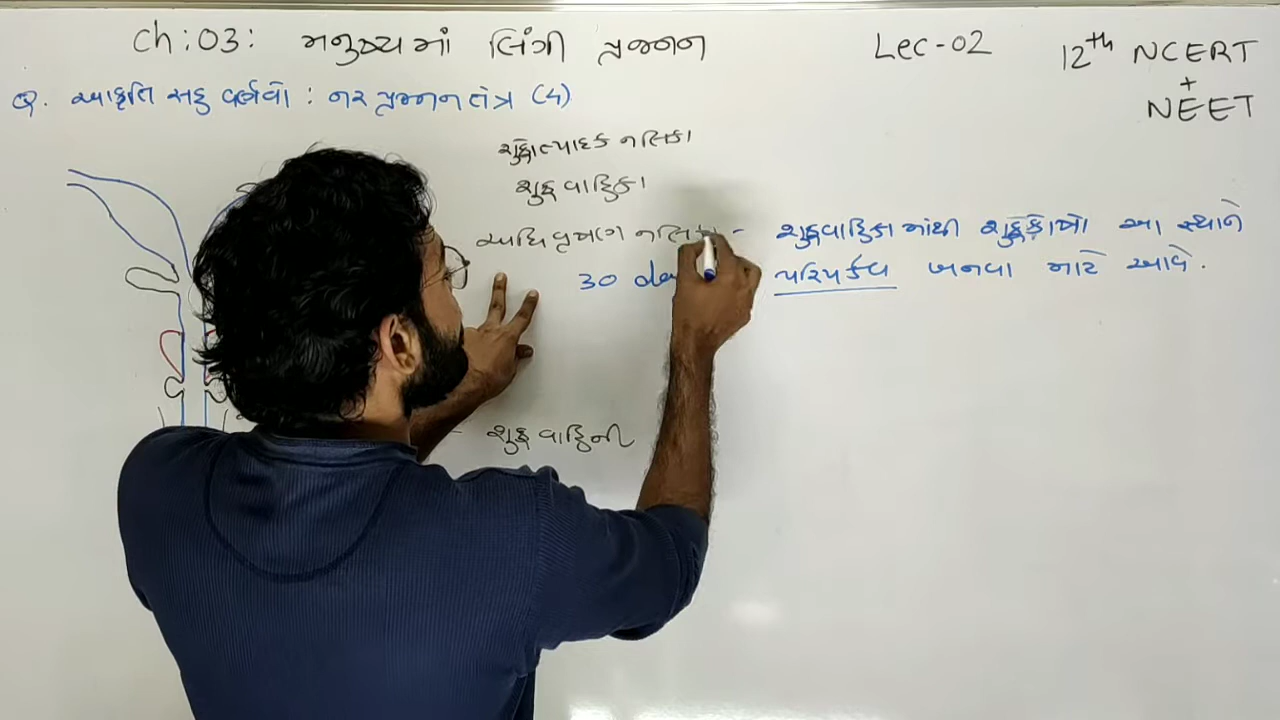 Ch : 03 : મનુષ્યમાં લિંગી પ્રજનન
Lec - 02
12th NCERT
+
NEET
Q. આકૃતિ સહ વર્ણવો : નર પ્રજનન તંત્ર (4)
શુક્રોત્પાદક નલિકા
શુક્રવાહિકા
અધિવૃષણ નલિકા - શુક્રવાહિકામાંથી શુક્રકોષો આ સ્થાને
30 પરિપક્વ બનવા માટે આવે.
શુક્રવાહિની